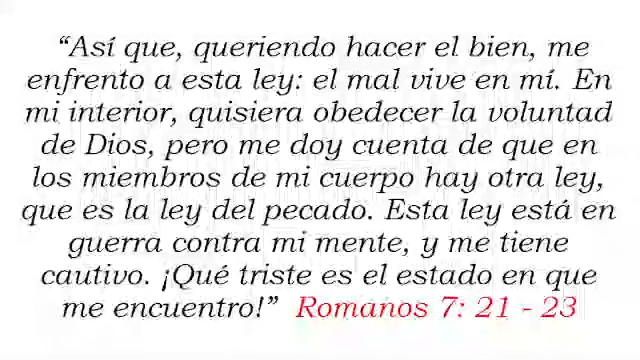 “Así que, queriendo hacer el bien, me
enfrento a esta ley: el mal vive en mí. En
mi interior, quisiera obedecer la voluntad
de Dios, pero me doy cuenta de que en
los miembros de mi cuerpo hay otra ley,
que es la ley del pecado. Esta ley está en
guerra contra mi mente, y me tiene
cautivo. ¡Qué triste es el estado en que
me encuentro!” Romanos 7: 21 - 23